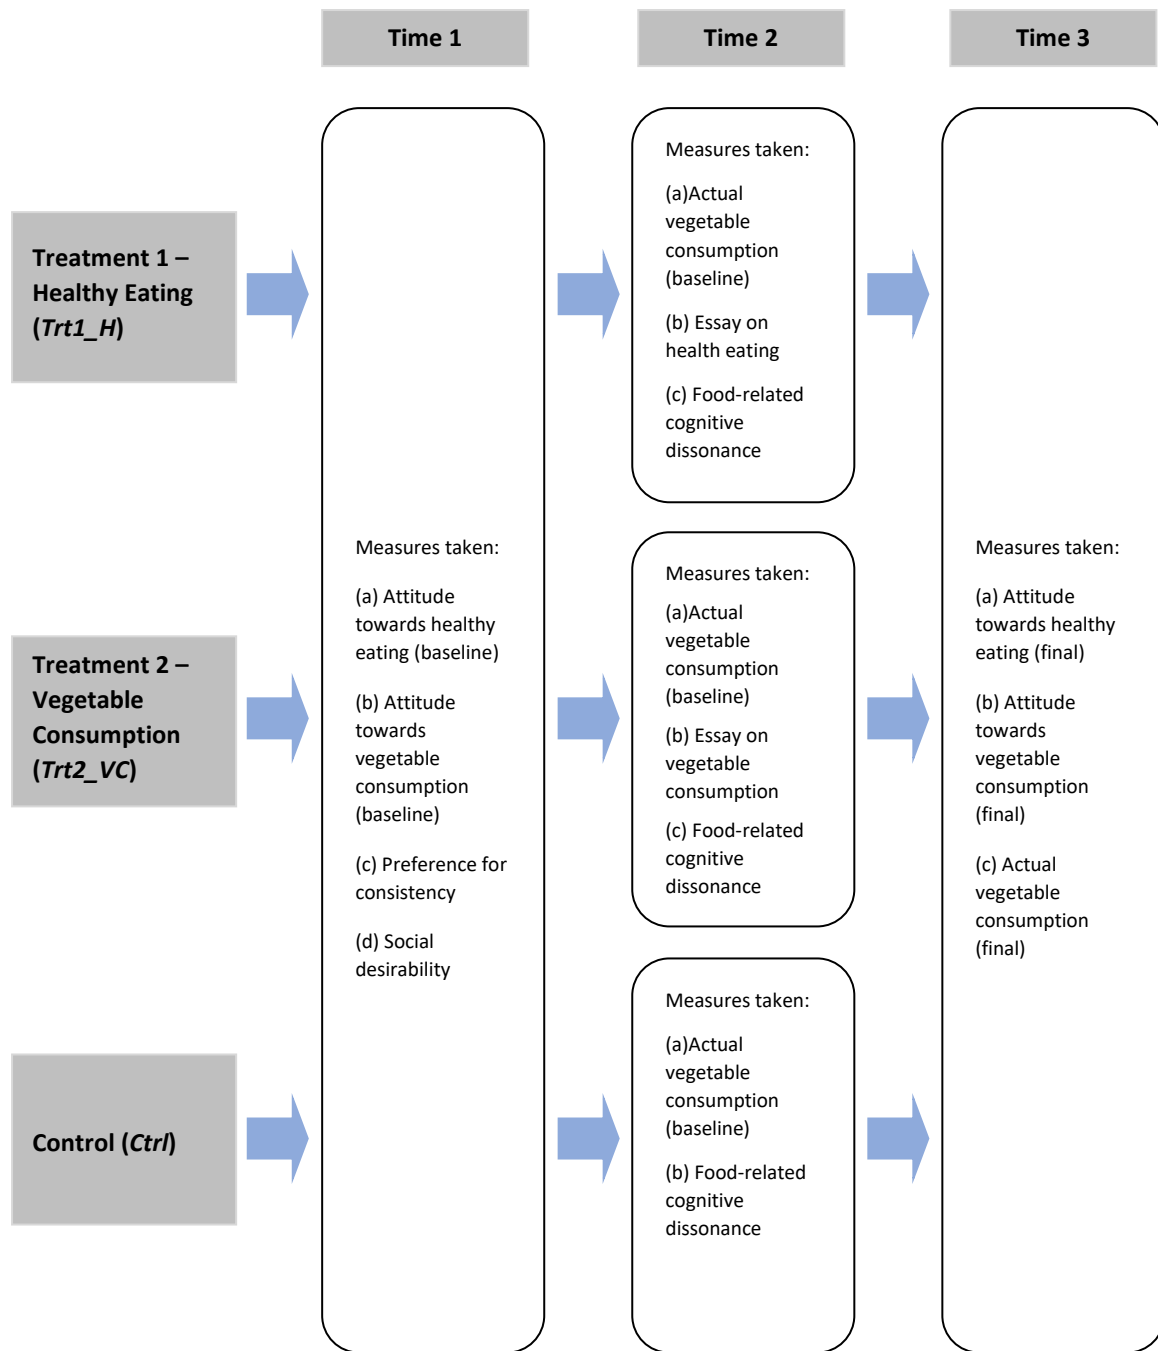 Time 1
Time 2
Time 3
Treatment 1 –
Healthy Eating
(Trt1_H)
Treatment 2 –
Vegetable
Consumption
(Trt2_VC)
Control (Ctrl)
Measures taken:
(a) Attitude
towards healthy
eating (baseline)
(b) Attitude
towards
vegetable
consumption
(baseline)
(c) Preference for
consistency
(d) Social
desirability
Measures taken:
(a)Actual
vegetable
consumption
(baseline)
(b) Essay on
health eating
(c) Food-related
cognitive
dissonance
Measures taken:
(a)Actual
vegetable
consumption
(baseline)
(b) Essay on
vegetable
consumption
(c) Food-related
cognitive
dissonance
Measures taken:
(a)Actual
vegetable
consumption
(baseline)
(b) Food-related
cognitive
dissonance
Measures taken:
(a) Attitude
towards healthy
eating (final)
(b) Attitude
towards
vegetable
consumption
(final)
(c) Actual
vegetable
consumption
(final)